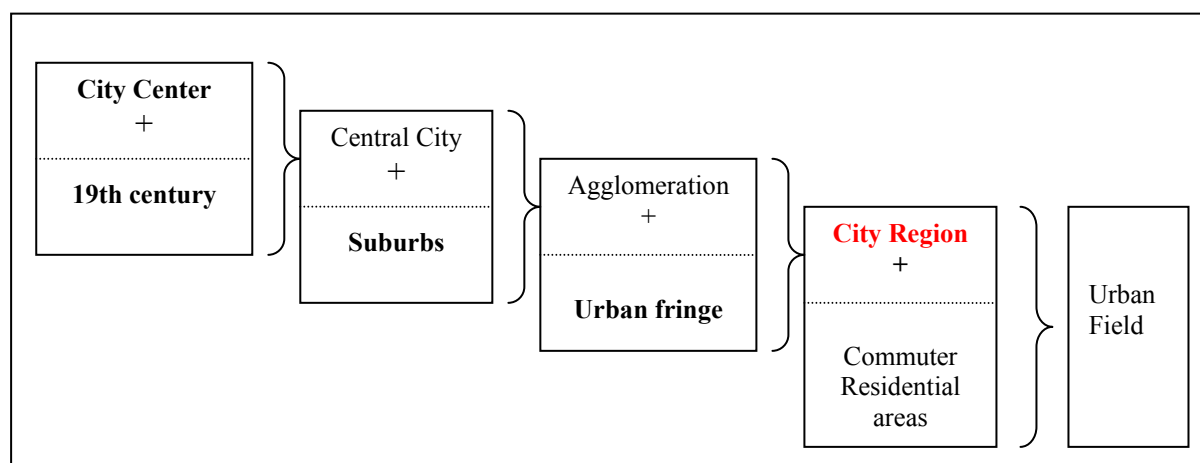 City Center
+
19th century
Central City
+
Suburbs
Agglomeration
+
Urban fringe
City Region
+
Commuter
Residential
areas
Urban
Field